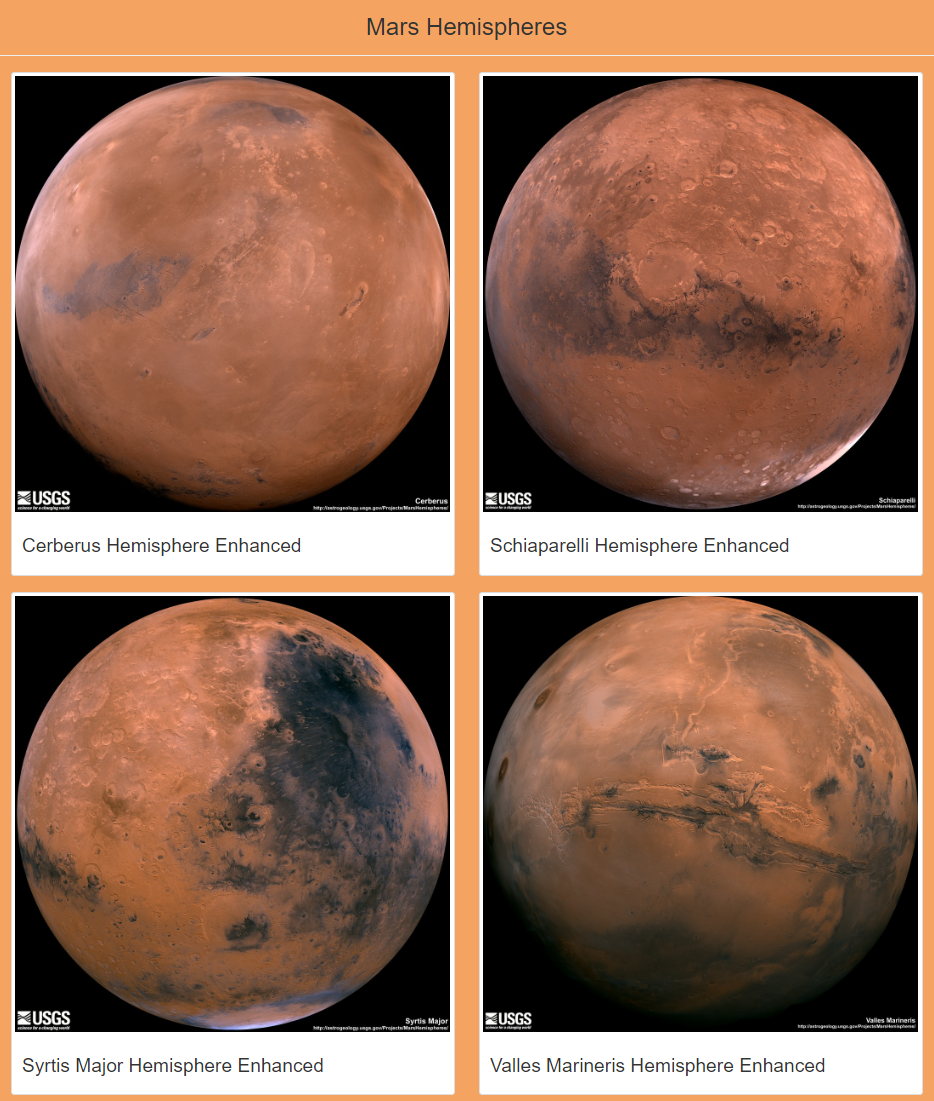 Mars Hemispheres
USGS
science for a changing world
Cerberus
http://astrogeology.usgs.gov/Projects/MarsHemispheres/
Cerberus Hemisphere Enhanced
USGS
science for a changing world
Schiaparelli
http://astrogeology.usgs.gov/Projects/MarsHemispheres/
Schiaparelli Hemisphere Enhanced
USGS
science for a changing world
Syrtis Major
http://astrogeology.usgs.gov/Projects/MarsHemispheres/
Syrtis Major Hemisphere Enhanced
USGS
science for a changing world
Valles Marineris
http://astrogeology.usgs.gov/Projects/MarsHemispheres/
Valles Marineris Hemisphere Enhanced